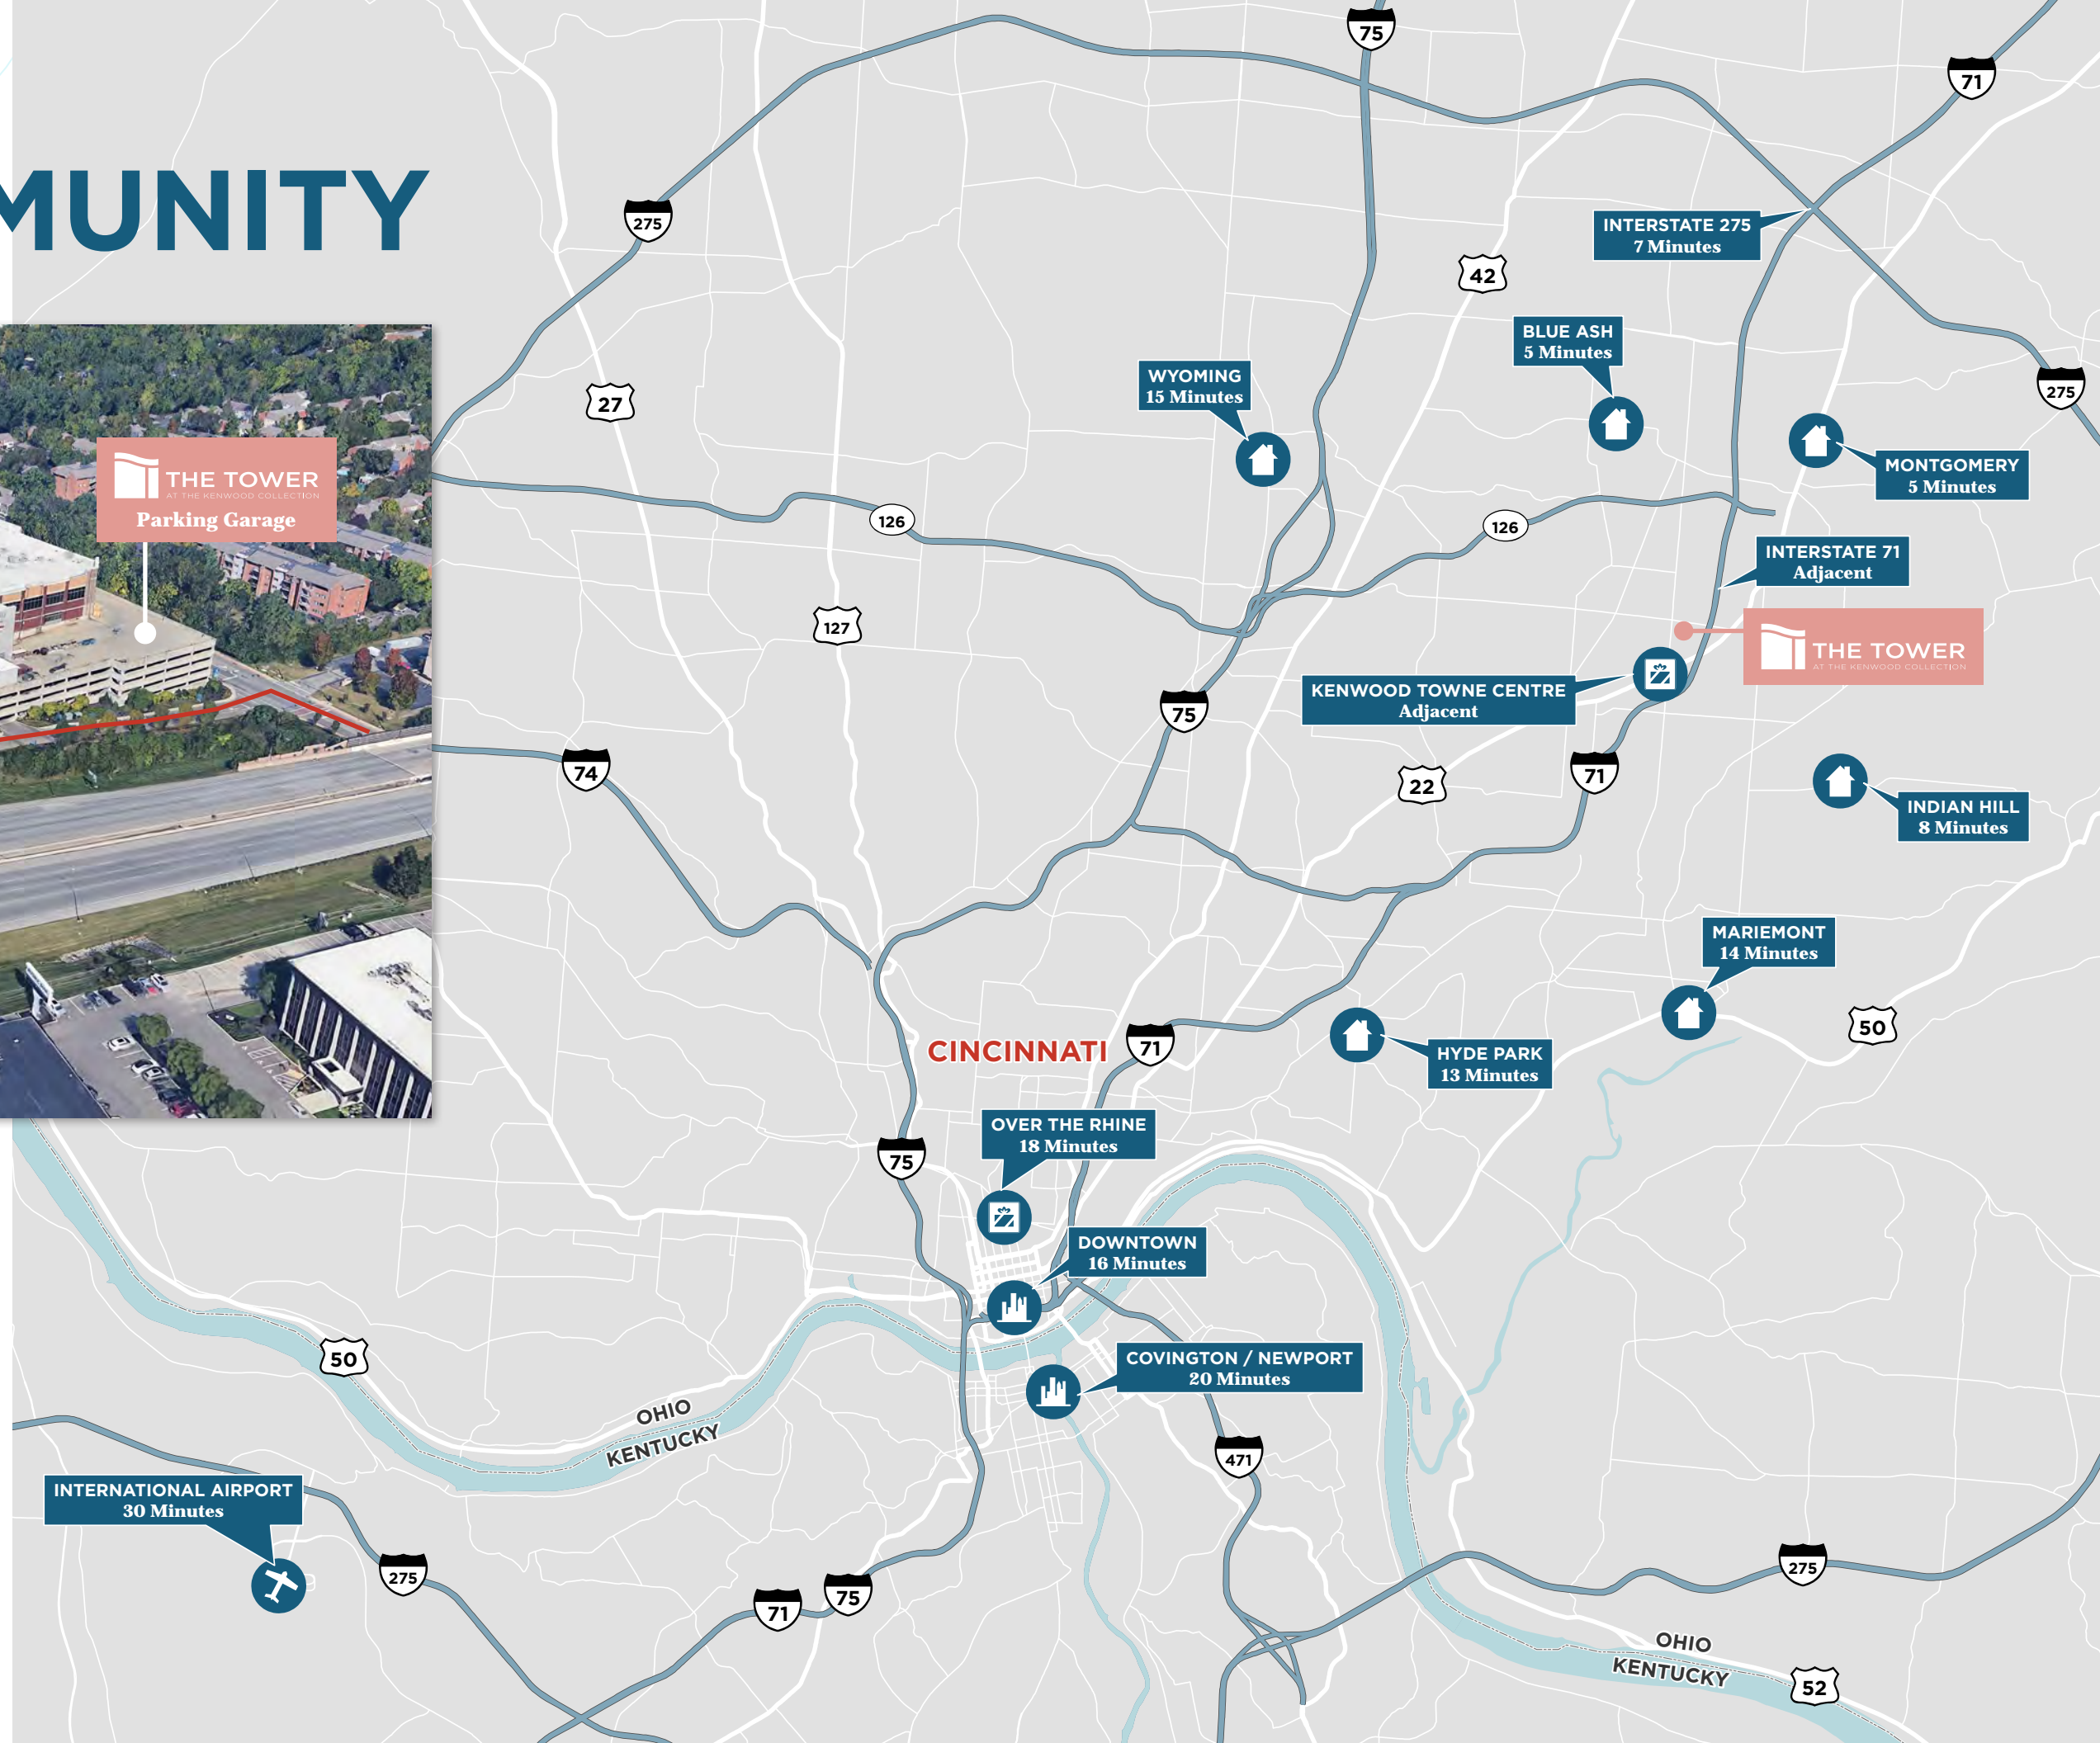 MUNITY
THE TOWER
AT THE KENWOOD COLLECTION
Parking Garage
75
71
275
INTERSTATE 275
7 Minutes
42
BLUE ASH
5 Minutes
WYOMING
15 Minutes
27
275
MONTGOMERY
5 Minutes
126
126
INTERSTATE 71
Adjacent
127
THE TOWER
AT THE KENWOOD COLLECTION
KENWOOD TOWNE CENTRE
Adjacent
75
74
71
22
INDIAN HILL
8 Minutes
MARIEMONT
14 Minutes
50
CINCINNATI
71
HYDE PARK
13 Minutes
OVER THE RHINE
18 Minutes
75
DOWNTOWN
16 Minutes
50
COVINGTON / NEWPORT
20 Minutes
OHIO
KENTUCKY
471
INTERNATIONAL AIRPORT
30 Minutes
275
71
75
275
OHIO
KENTUCKY
52